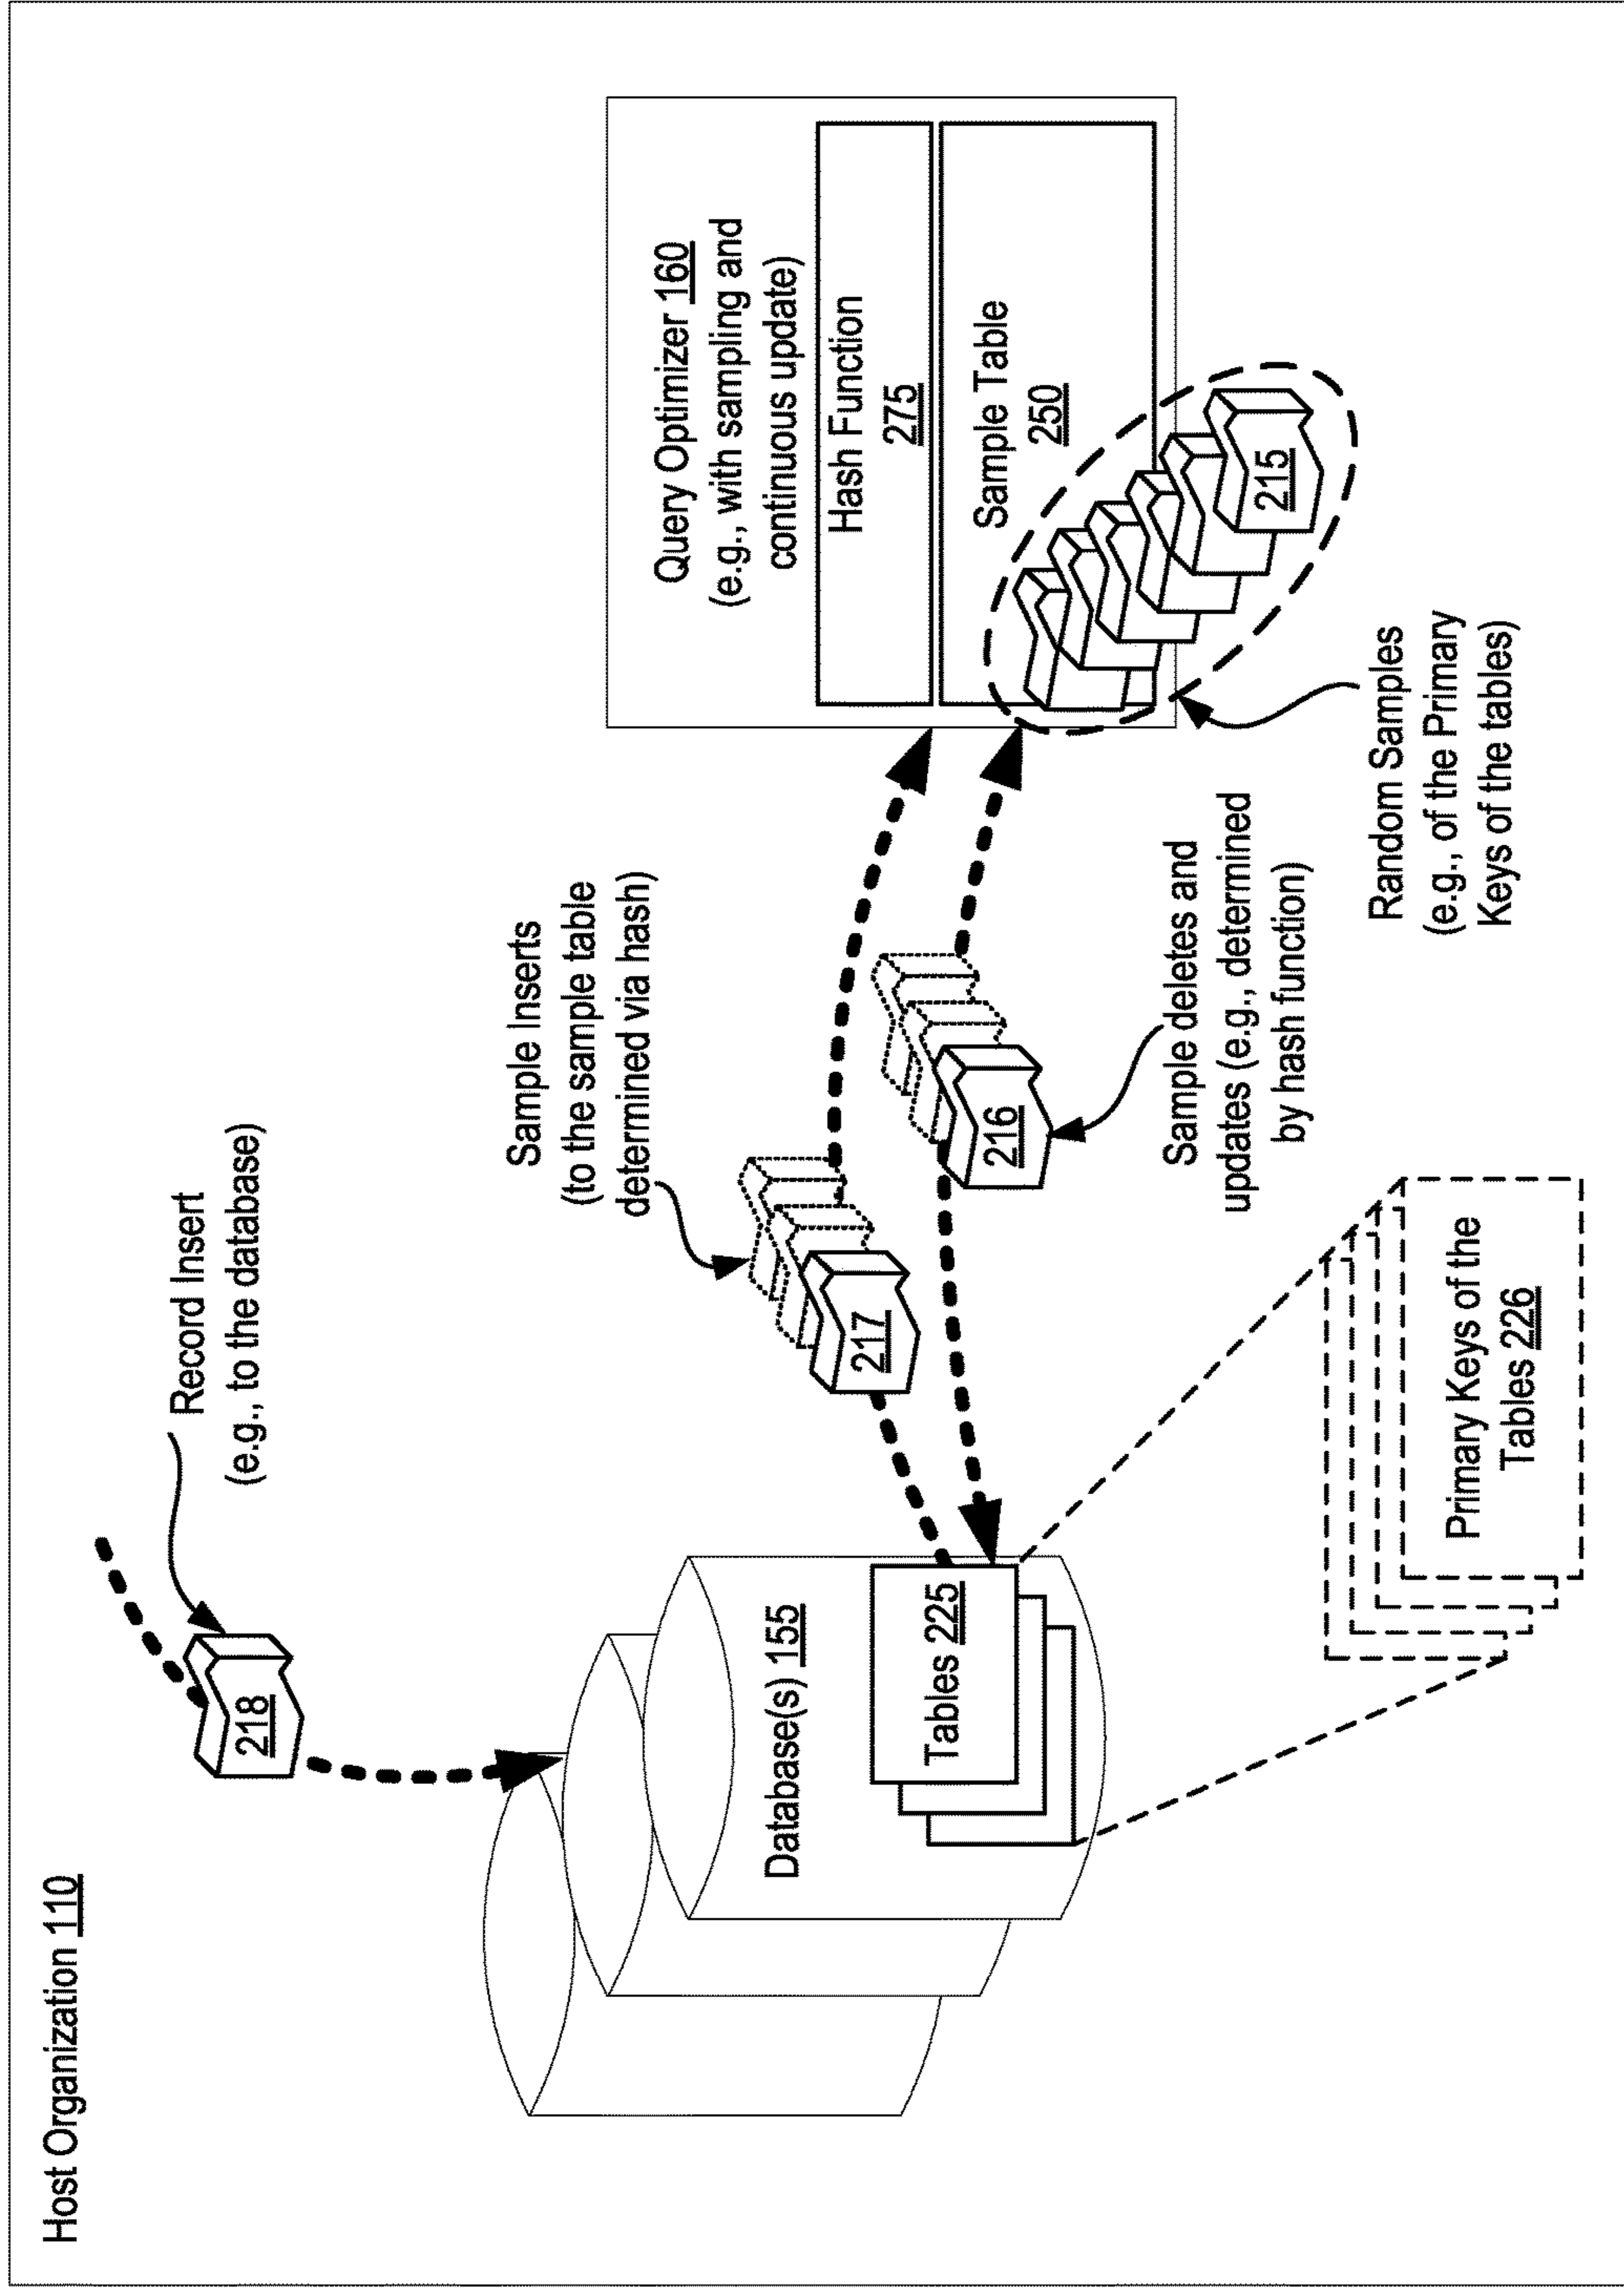 Host Organization 110
218
Record Insert
(e.g., to the database)
Database(s) 155
Tables 225
217
Sample Inserts
(to the sample table
determined via hash)
216
Sample deletes and
updates (e.g., determined
by hash function)
Primary Keys of the
Tables 226
Query Optimizer 160
(e.g., with sampling and
continuous update)
Hash Function
275
Sample Table
250
215
Random Samples
(e.g., of the Primary
Keys of the tables)